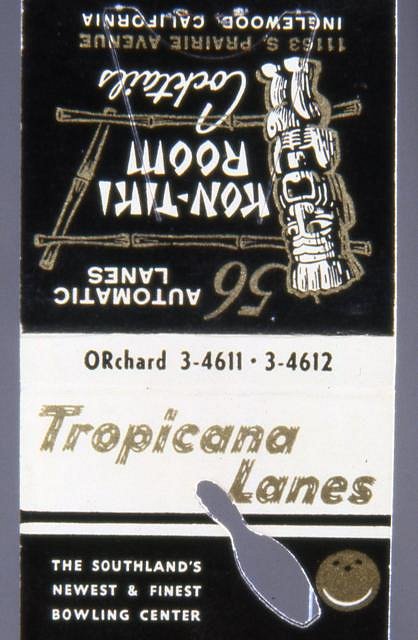 56 AUTOMATIC
LANES
KON-TIKI
ROOM
Cocktails
11153 S. PRAIRIE AVENUE
INGLEWOOD, CALIFORNIA
ORchard 3-4611 · 3-4612
Tropicana
Lanes
THE SOUTHLAND'S
NEWEST & FINEST
BOWLING CENTER